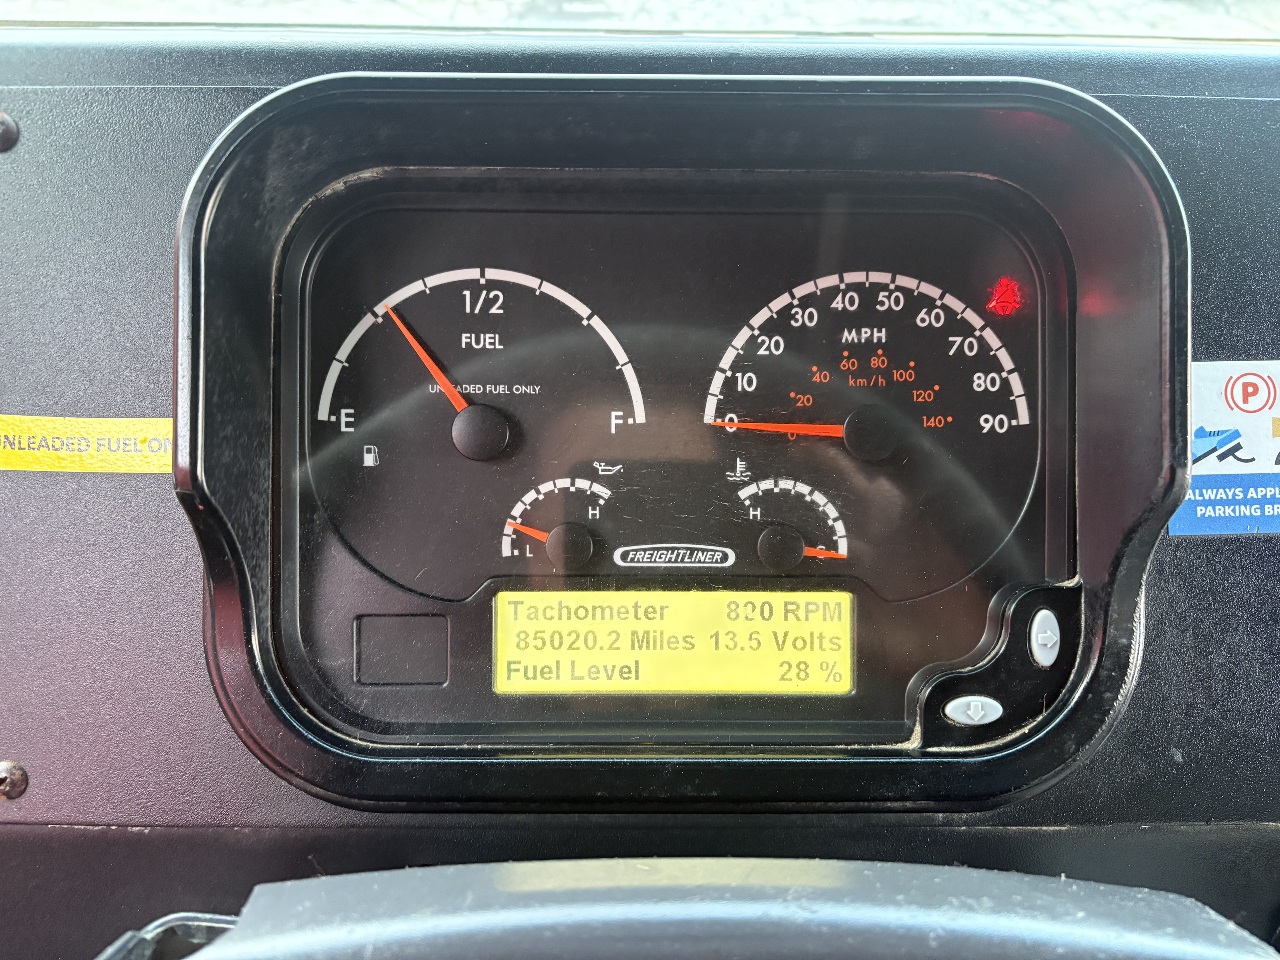 1/2
FUEL
UNLEADED FUEL ONLY
E
F
0
10
20
30
40
50
60
70
80
90
MPH
20
40
60
80
100
120
140
km/h
0
P
UNLEADED FUEL ON
L
H
H
C
FREIGHTLINER
ALWAYS APPL
PARKING BR
Tachometer 820 RPM
85020.2 Miles 13.5 Volts
Fuel Level 28 %